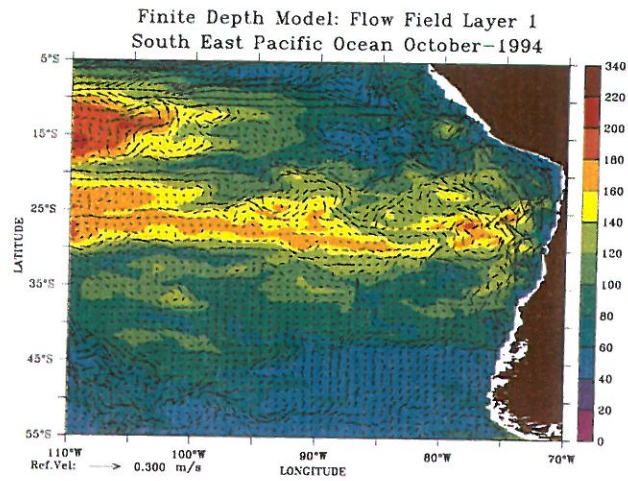 Finite Depth Model: Flow Field Layer 1
South East Pacific Ocean October-1994
5°S
15°S
25°S
35°S
45°S
55°S
LATITUDE
110°W
100°W
90°W
80°W
70°W
LONGITUDE
Ref.Vel: 0.300 m/s
340
220
200
180
160
140
120
100
80
60
40
20
0